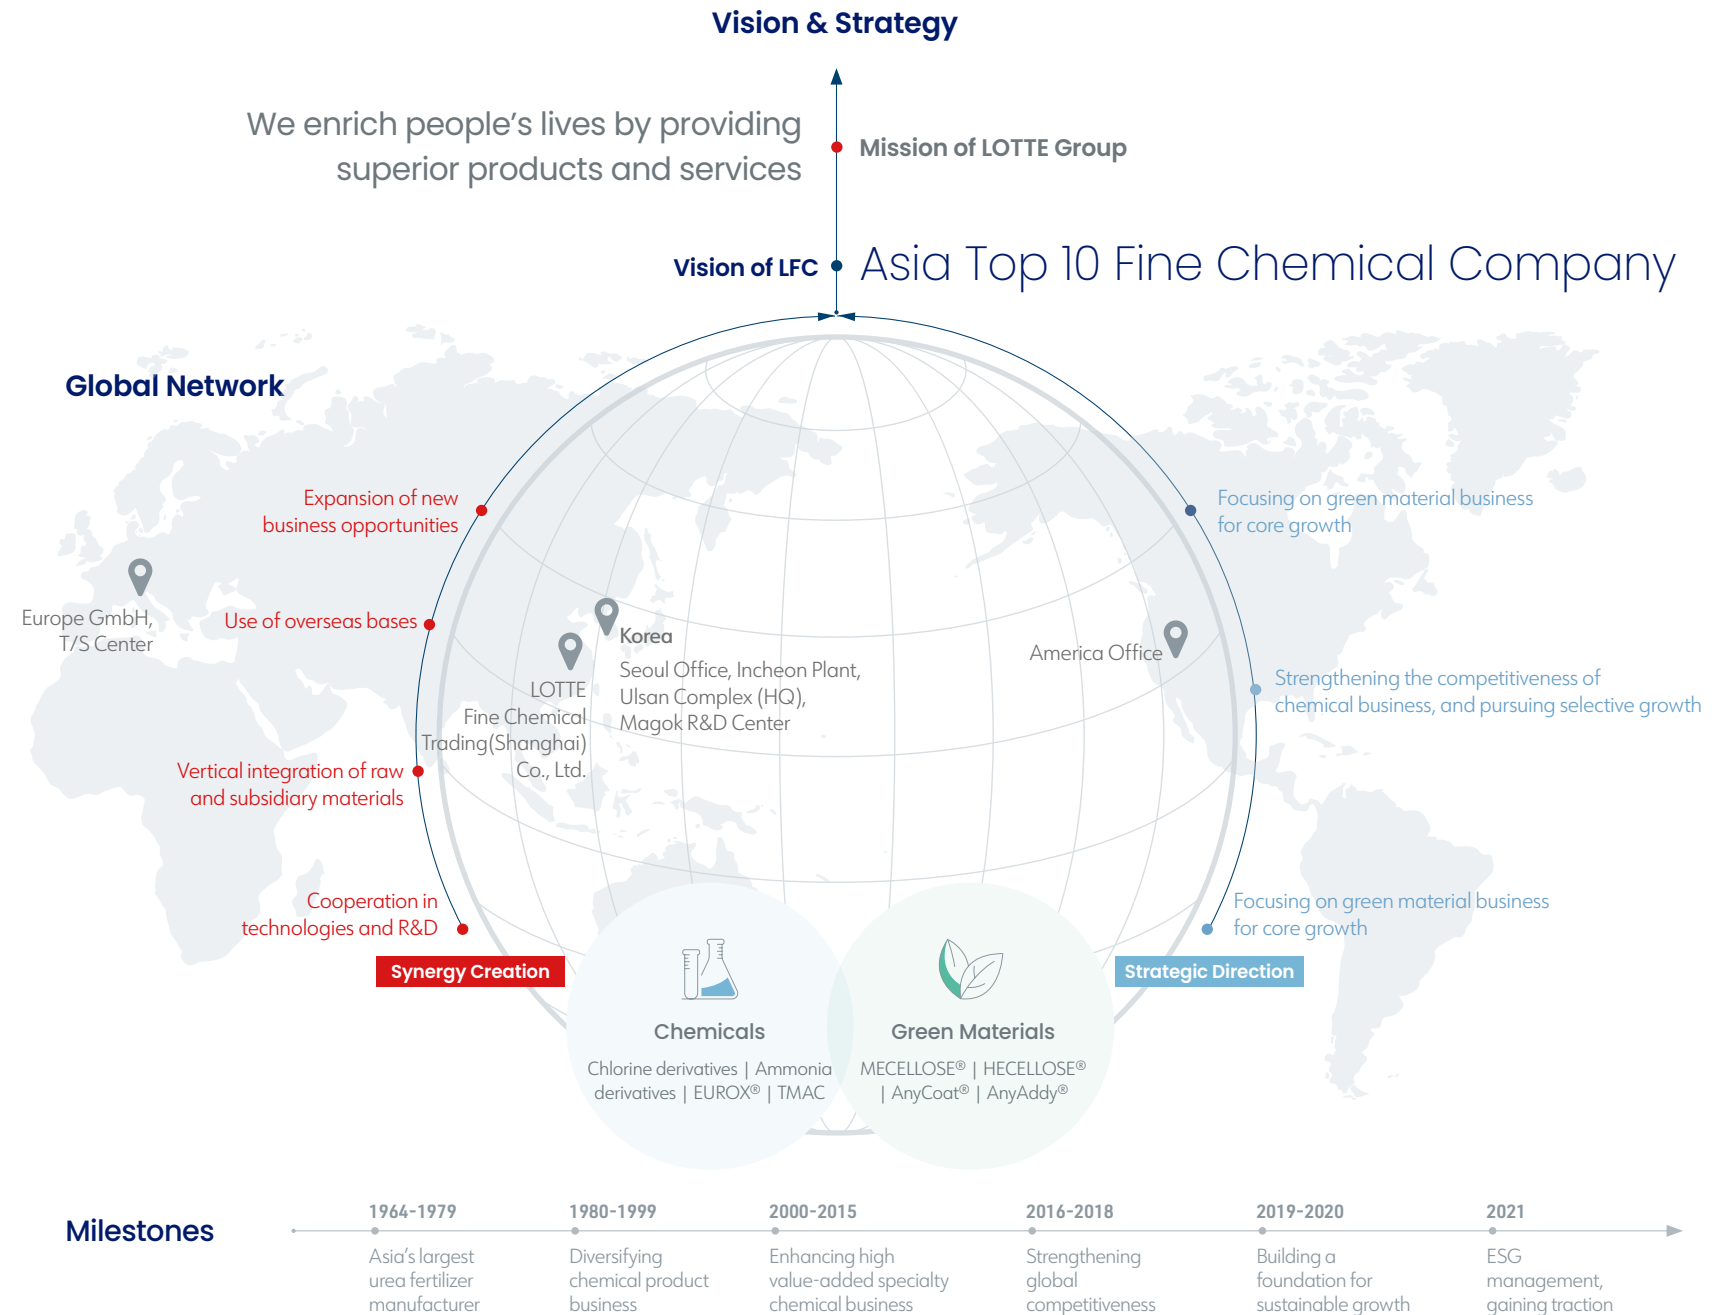 Vision & Strategy
We enrich people's lives by providing
superior products and services
Mission of LOTTE Group
Vision of LFC
Asia Top 10 Fine Chemical Company
Global Network
Expansion of new
business opportunities
Use of overseas bases
Vertical integration of raw
and subsidiary materials
Cooperation in
technologies and R&D
Synergy Creation
Europe GmbH,
T/S Center
LOTTE
Fine Chemical
Trading(Shanghai)
Co., Ltd.
Korea
Seoul Office, Incheon Plant,
Ulsan Complex (HQ),
Magok R&D Center
America Office
Focusing on green material business
for core growth
Strengthening the competitiveness of
chemical business, and pursuing selective growth
Focusing on green material business
for core growth
Strategic Direction
Chemicals
Chlorine derivatives | Ammonia
derivatives | EUROX® | TMAC
Green Materials
MECELLOSE® | HECELLOSE®
| AnyCoat® | AnyAddy®
Milestones
1964-1979
Asia's largest
urea fertilizer
manufacturer
1980-1999
Diversifying
chemical product
business
2000-2015
Enhancing high
value-added specialty
chemical business
2016-2018
Strengthening
global
competitiveness
2019-2020
Building a
foundation for
sustainable growth
2021
ESG
management,
gaining traction